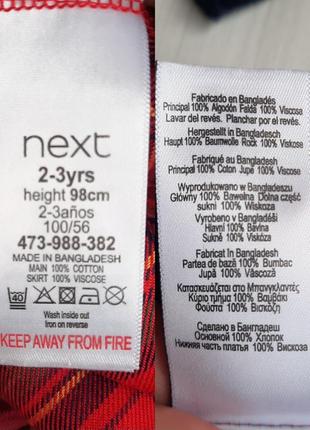 next
2-3yrs
height 98cm
2-3años
100/56
473-988-382
MADE IN BANGLADESH
MAIN 100% COTTON
SKIRT 100% VISCOSE
40
Wash inside out
Iron on reverse
KEEP AWAY FROM FIRE
Fabricado en Bangladés
Principal 100% Algodón Falda 100% Viscose
Lavar del revés. Planchar por el revés.
Hergestellt in Bangladesch
Haupt 100% Baumwolle Rock 100% Viskose
Fabriqué au Bangladesh
Principal 100% Coton Jupe 100% Viscose
Wyprodukowano w Bangladeszu
Główny 100% Bawełna Dolna część
sukni 100% Wiskoza
Vyrobeno v Bangladéši
Hlavní 100% Bavlna
Sukně 100% Viskóza
Fabricat în Bangladesh
Partea de bază 100% Bumbac
Jupă 100% Vâscoză
Κατασκευάζεται στο Μπανγκλαντές
Κύριο τμήμα 100% Βαμβάκι
Φούστα 100% Βισκόζη
Сделано в Бангладеш
Основной 100% Хлопок
Нижняя часть платья 100% Вискоза